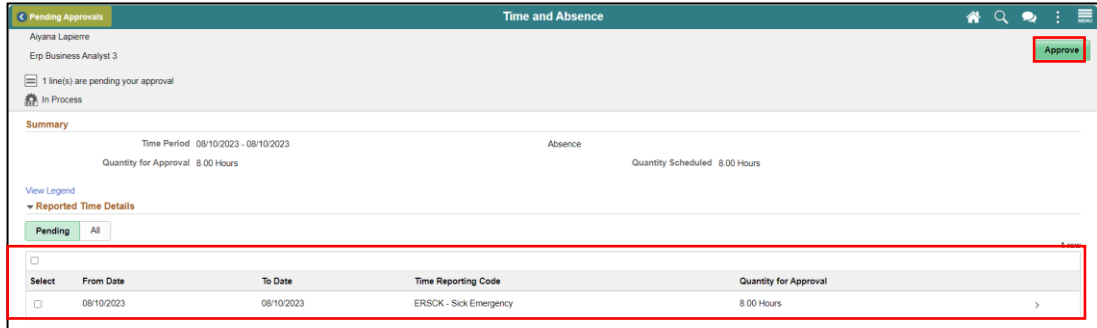 Pending Approvals Time and Absence MENU
Aiyana Lapierre
Erp Business Analyst 3
Approve
1 line(s) are pending your approval
In Process
Summary
Time Period 08/10/2023 - 08/10/2023 Absence
Quantity for Approval 8.00 Hours Quantity Scheduled 8.00 Hours
View Legend
Reported Time Details
Pending All
1 row
Select From Date To Date Time Reporting Code Quantity for Approval
08/10/2023 08/10/2023 ERSCK - Sick Emergency 8.00 Hours